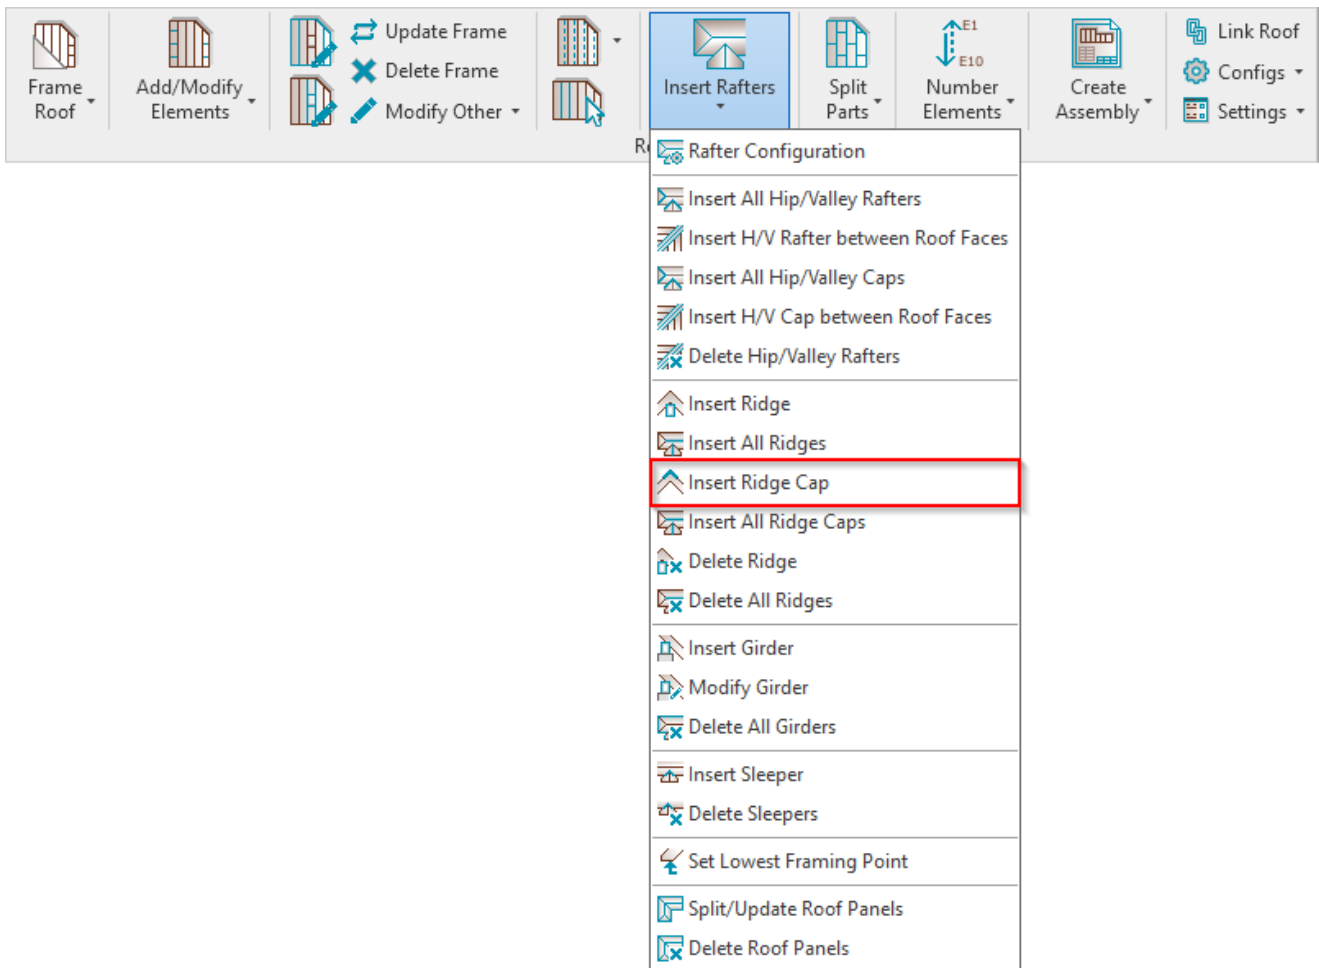 Frame
Roof
Add/Modify
Elements
Update Frame
Delete Frame
Modify Other
Insert Rafters
Split
Parts
E1
E10
Number
Elements
Create
Assembly
Link Roof
Configs
Settings
Rafter Configuration
Insert All Hip/Valley Rafters
Insert H/V Rafter between Roof Faces
Insert All Hip/Valley Caps
Insert H/V Cap between Roof Faces
Delete Hip/Valley Rafters
Insert Ridge
Insert All Ridges
Insert Ridge Cap
Insert All Ridge Caps
Delete Ridge
Delete All Ridges
Insert Girder
Modify Girder
Delete All Girders
Insert Sleeper
Delete Sleepers
Set Lowest Framing Point
Split/Update Roof Panels
Delete Roof Panels